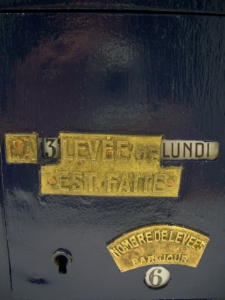 LA 3 LEVÉE DE LUNDI
EST FAITE
NOMBRE DE LEVÉES
PAR JOUR
6